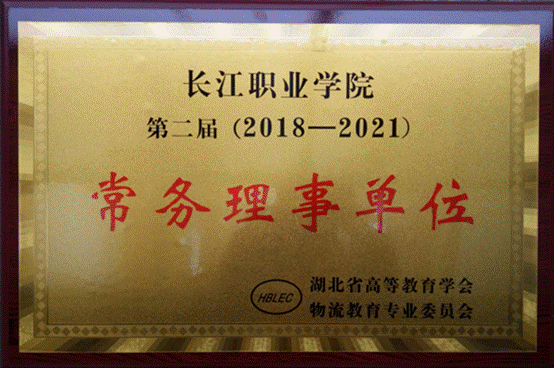 长江职业学院
第二届（2018—2021）
常务理事单位
HBLEC
湖北省高等教育学会
物流教育专业委员会